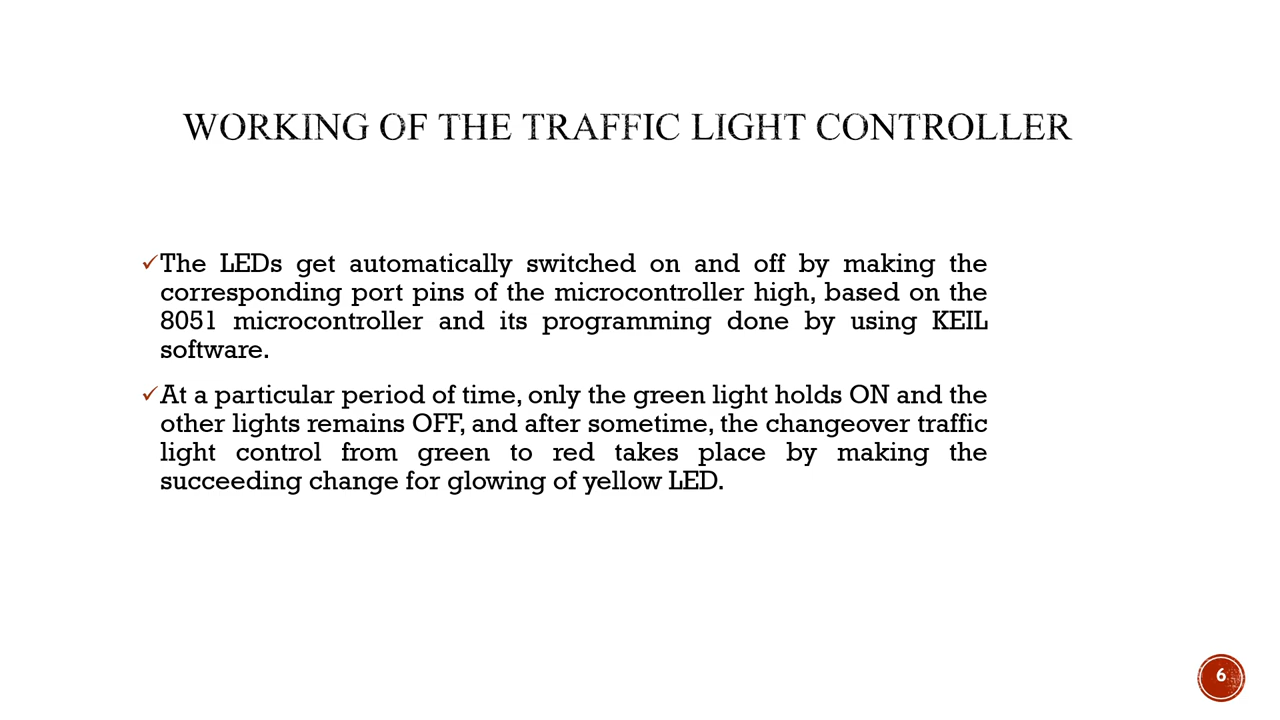 WORKING OF THE TRAFFIC LIGHT CONTROLLER
✓The LEDs get automatically switched on and off by making the
corresponding port pins of the microcontroller high, based on the
8051 microcontroller and its programming done by using KEIL
software.
✓At a particular period of time, only the green light holds ON and the
other lights remains OFF, and after sometime, the changeover traffic
light control from green to red takes place by making the
succeeding change for glowing of yellow LED.
6